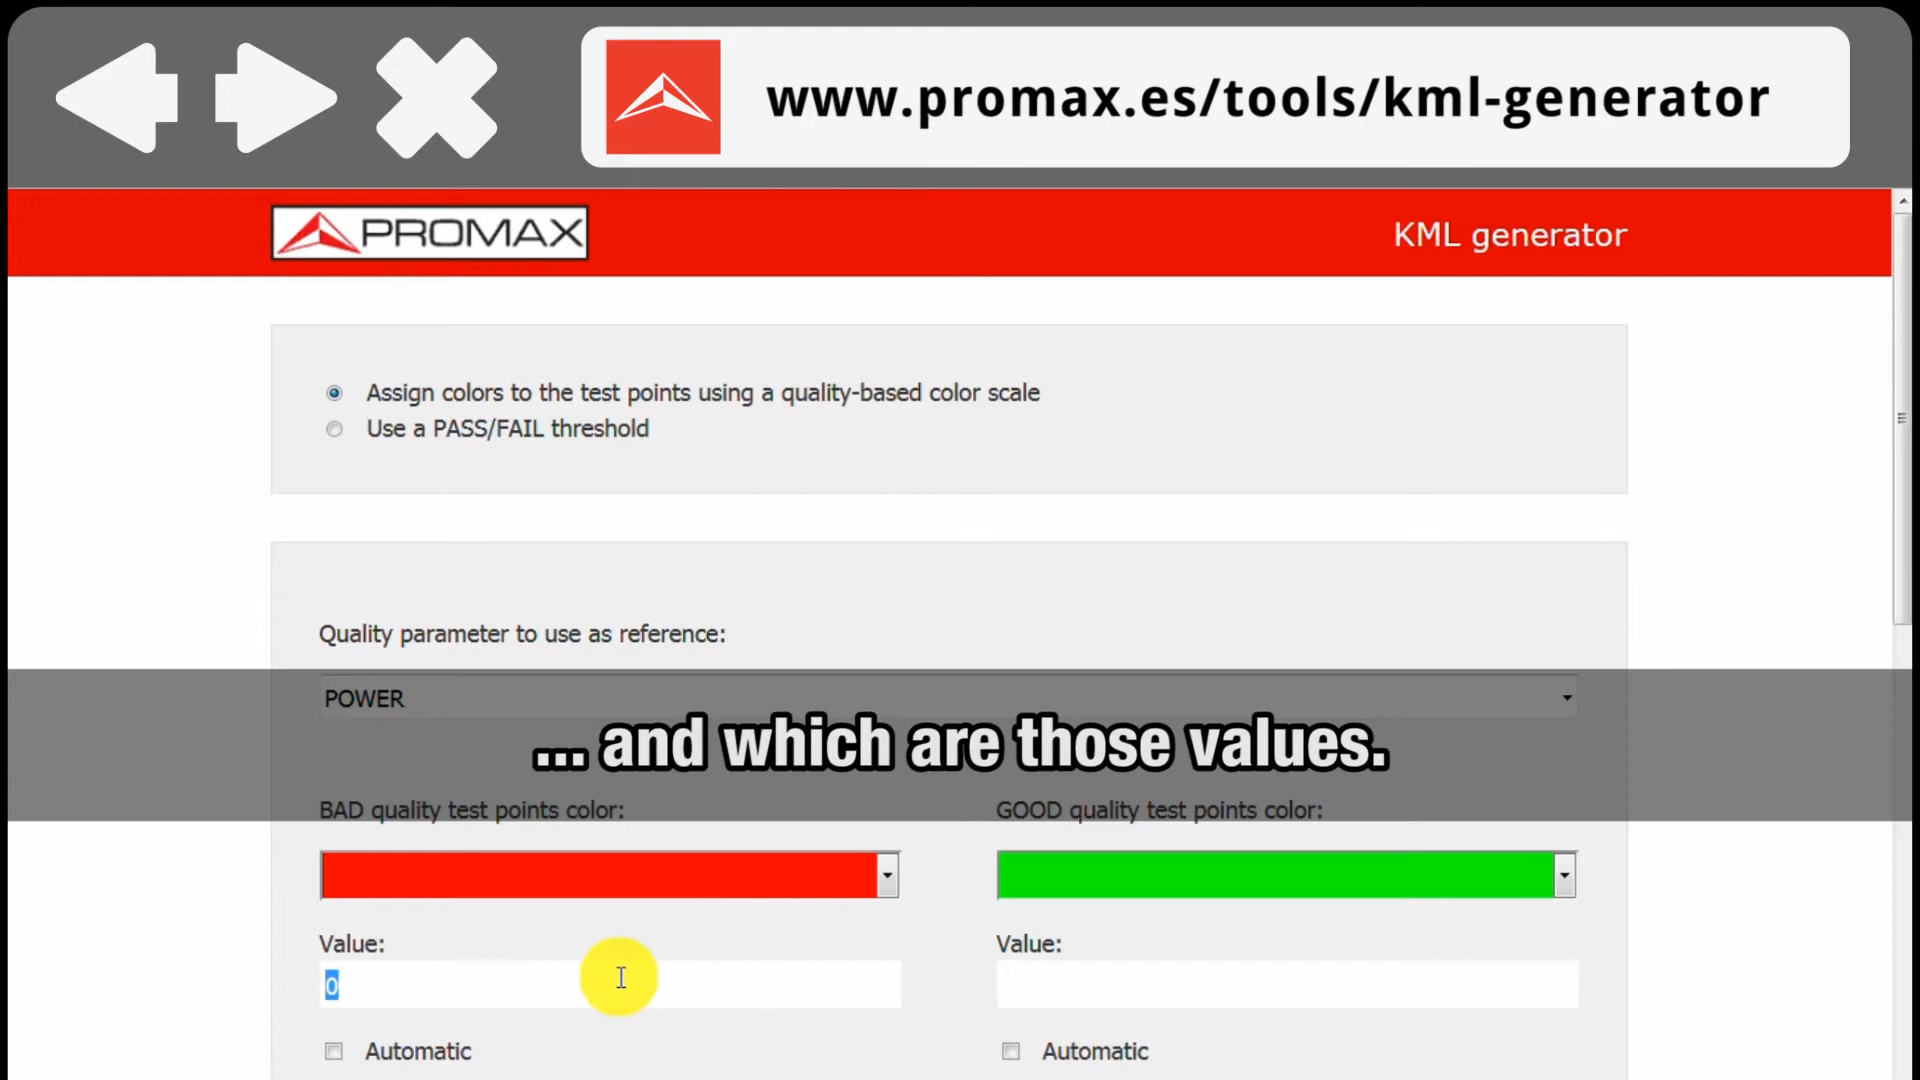 www.promax.es/tools/kml-generator
PROMAX
KML generator
Assign colors to the test points using a quality-based color scale
Use a PASS/FAIL threshold
Quality parameter to use as reference:
POWER
... and which are those values.
BAD quality test points color:
GOOD quality test points color:
Value:
Value:
0
Automatic
Automatic